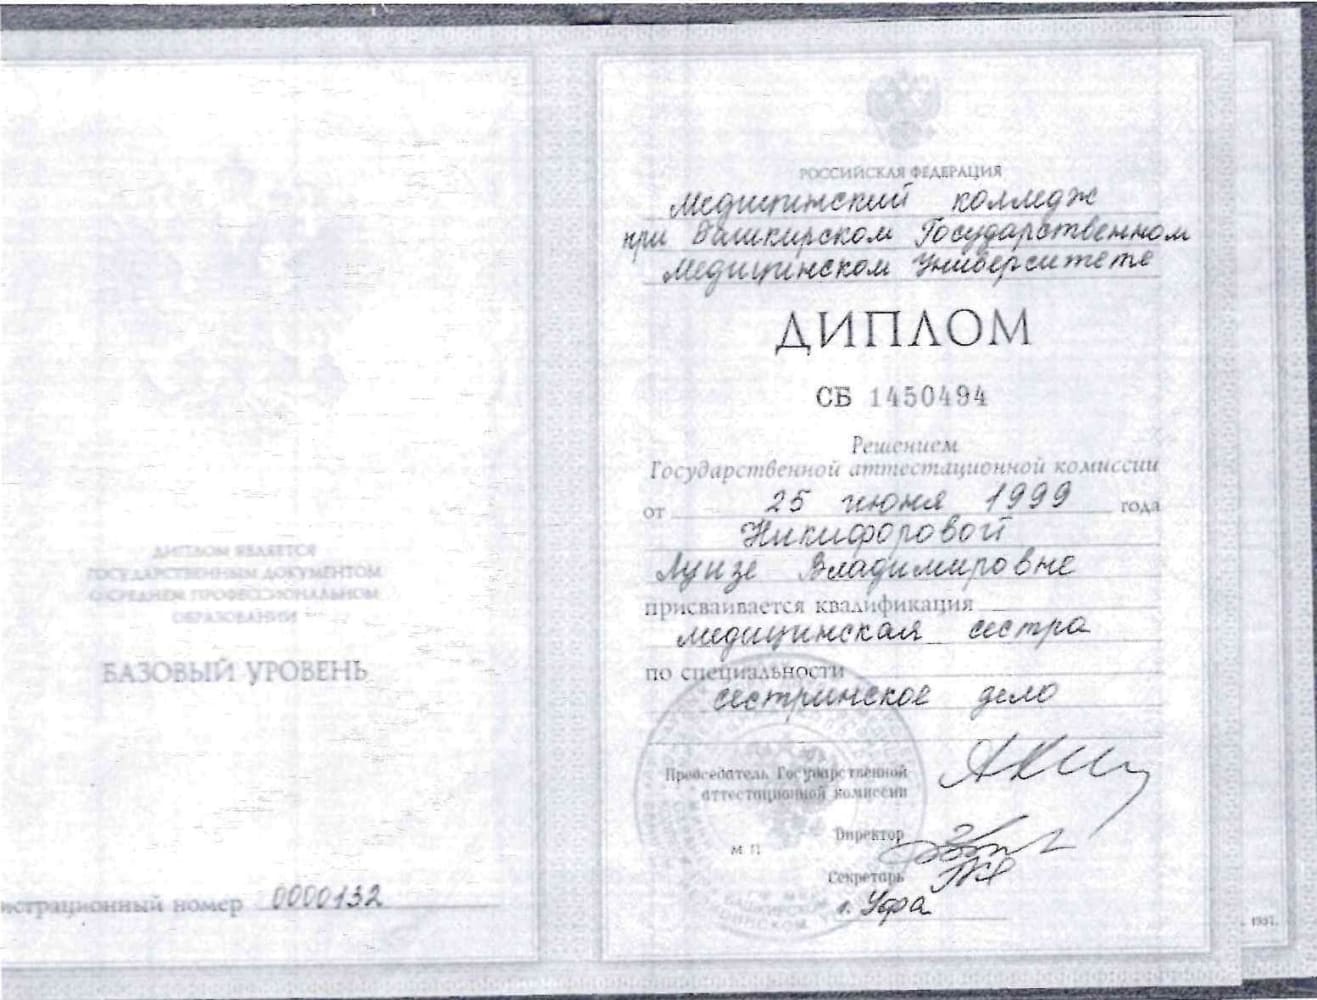 ДИПЛОМ ЯВЛЯЕТСЯ
ГОСУДАРСТВЕННЫМ ДОКУМЕНТОМ
О СРЕДНЕМ ПРОФЕССИОНАЛЬНОМ
ОБРАЗОВАНИИ
БАЗОВЫЙ УРОВЕНЬ
истрационный номер 0000132
РОССИЙСКАЯ ФЕДЕРАЦИЯ
Медицинский колледж
при Башкирском Государственном
Медицинском Университете
ДИПЛОМ
СБ 1450494
Решением
Государственной аттестационной комиссии
от 25 июня 1999 года
Никифоровой
Луизе Владимировне
присваивается квалификация
медицинская сестра
по специальности
сестринское дело
Председатель Государственной
аттестационной комиссии
Директор
М П
Секретарь
г. Уфа